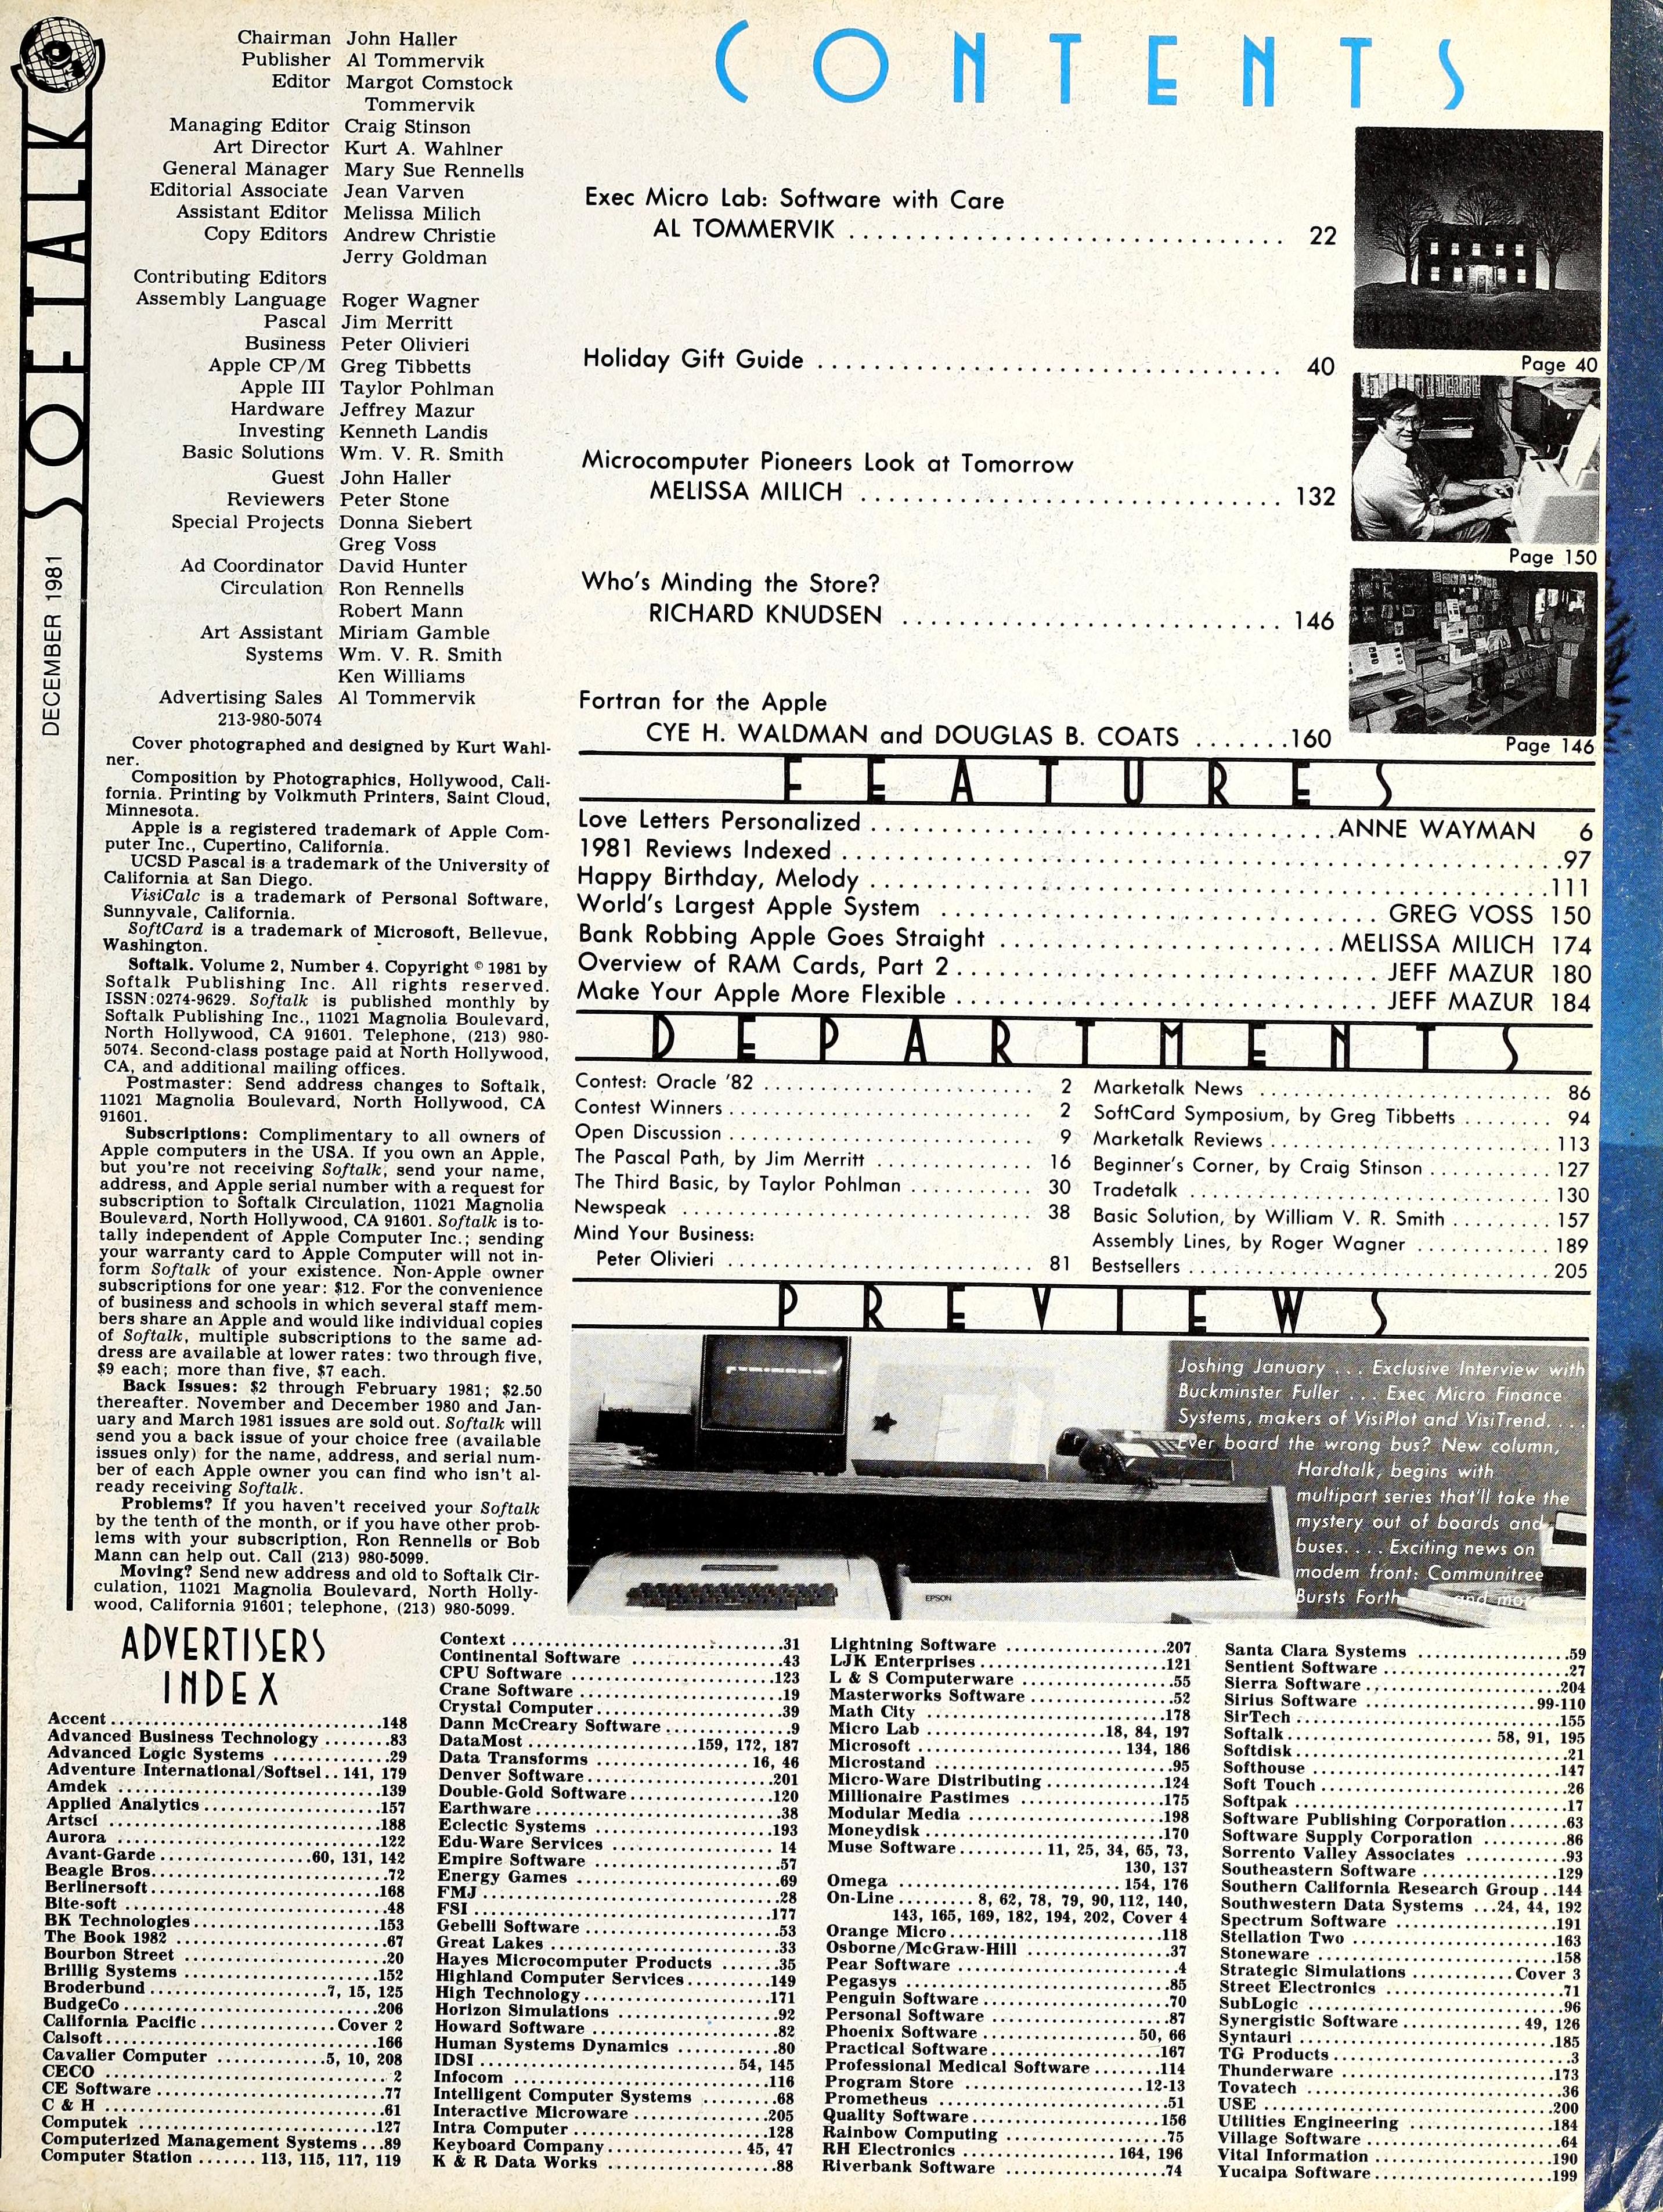 SOFTALK
DECEMBER 1981
Chairman John Haller
Publisher Al Tommervik
Editor Margot Comstock
Tommervik
Managing Editor Craig Stinson
Art Director Kurt A. Wahlner
General Manager Mary Sue Rennells
Editorial Associate Jean Varven
Assistant Editor Melissa Milich
Copy Editors Andrew Christie
Jerry Goldman
Contributing Editors
Assembly Language Roger Wagner
Pascal Jim Merritt
Business Peter Olivieri
Apple CP/M Greg Tibbetts
Apple III Taylor Pohlman
Hardware Jeffrey Mazur
Investing Kenneth Landis
Basic Solutions Wm. V. R. Smith
Guest John Haller
Reviewers Peter Stone
Special Projects Donna Siebert
Greg Voss
Ad Coordinator David Hunter
Circulation Ron Rennells
Robert Mann
Art Assistant Miriam Gamble
Systems Wm. V. R. Smith
Ken Williams
Advertising Sales Al Tommervik
213-980-5074
Cover photographed and designed by Kurt Wahl-
ner.
Composition by Photographics, Hollywood, Cali-
fornia. Printing by Volkmuth Printers, Saint Cloud,
Minnesota.
Apple is a registered trademark of Apple Com-
puter Inc., Cupertino, California.
UCSD Pascal is a trademark of the University of
California at San Diego.
VisiCalc is a trademark of Personal Software,
Sunnyvale, California.
SoftCard is a trademark of Microsoft, Bellevue,
Washington.
Softalk. Volume 2, Number 4. Copyright © 1981 by
Softalk Publishing Inc. All rights reserved.
ISSN:0274-9629. Softalk is published monthly by
Softalk Publishing Inc., 11021 Magnolia Boulevard,
North Hollywood, CA 91601. Telephone, (213) 980-
5074. Second-class postage paid at North Hollywood,
CA, and additional mailing offices.
Postmaster: Send address changes to Softalk,
11021 Magnolia Boulevard, North Hollywood, CA
91601.
Subscriptions: Complimentary to all owners of
Apple computers in the USA. If you own an Apple,
but you're not receiving Softalk, send your name,
address, and Apple serial number with a request for
subscription to Softalk Circulation, 11021 Magnolia
Boulevard, North Hollywood, CA 91601. Softalk is to-
tally independent of Apple Computer Inc.; sending
your warranty card to Apple Computer will not in-
form Softalk of your existence. Non-Apple owner
subscriptions for one year: $12. For the convenience
of business and schools in which several staff mem-
bers share an Apple and would like individual copies
of Softalk, multiple subscriptions to the same ad-
dress are available at lower rates: two through five,
$9 each; more than five, $7 each.
Back Issues: $2 through February 1981; $2.50
thereafter. November and December 1980 and Jan-
uary and March 1981 issues are sold out. Softalk will
send you a back issue of your choice free (available
issues only) for the name, address, and serial num-
ber of each Apple owner you can find who isn't al-
ready receiving Softalk.
Problems? If you haven't received your Softalk
by the tenth of the month, or if you have other prob-
lems with your subscription, Ron Rennells or Bob
Mann can help out. Call (213) 980-5099.
Moving? Send new address and old to Softalk Cir-
culation, 11021 Magnolia Boulevard, North Holly-
wood, California 91601; telephone, (213) 980-5099.
CONTENTS
Exec Micro Lab: Software with Care
AL TOMMERVIK 22
Holiday Gift Guide 40
Microcomputer Pioneers Look at Tomorrow
MELISSA MILICH 132
Who's Minding the Store?
RICHARD KNUDSEN 146
Fortran for the Apple
CYE H. WALDMAN and DOUGLAS B. COATS 160
Page 40
Page 150
Page 146
FEATURES
Love Letters Personalized ANNE WAYMAN 6
1981 Reviews Indexed 97
Happy Birthday, Melody 111
World's Largest Apple System GREG VOSS 150
Bank Robbing Apple Goes Straight MELISSA MILICH 174
Overview of RAM Cards, Part 2 JEFF MAZUR 180
Make Your Apple More Flexible JEFF MAZUR 184
DEPARTMENTS
Contest: Oracle '82 2
Contest Winners 2
Open Discussion 9
The Pascal Path, by Jim Merritt 16
The Third Basic, by Taylor Pohlman 30
Newspeak 38
Mind Your Business:
Peter Olivieri 81
Marketalk News 86
SoftCard Symposium, by Greg Tibbetts 94
Marketalk Reviews 113
Beginner's Corner, by Craig Stinson 127
Tradetalk 130
Basic Solution, by William V. R. Smith 157
Assembly Lines, by Roger Wagner 189
Bestsellers 205
PREVIEWS
Joshing January . . . Exclusive Interview with
Buckminster Fuller . . . Exec Micro Finance
Systems, makers of VisiPlot and VisiTrend. . . .
Ever board the wrong bus? New column,
Hardtalk, begins with
multipart series that'll take the
mystery out of boards and
buses. . . . Exciting news on
modem front: Communitree
Bursts Forth. . . . and more
EPSON
ADVERTISERS
INDEX
Accent 148
Advanced Business Technology 83
Advanced Logic Systems 29
Adventure International/Softsel 141, 179
Amdek 139
Applied Analytics 157
Artsci 188
Aurora 122
Avant-Garde 60, 131, 142
Beagle Bros. 72
Berlinersoft 168
Bite-soft 48
BK Technologies 153
The Book 1982 67
Bourbon Street 20
Brillig Systems 152
Broderbund 7, 15, 125
BudgeCo 206
California Pacific Cover 2
Calsoft 166
Cavalier Computer 5, 10, 208
CECO 2
CE Software 77
C & H 61
Computek 127
Computerized Management Systems 89
Computer Station 113, 115, 117, 119
Context 31
Continental Software 43
CPU Software 123
Crane Software 19
Crystal Computer 39
Dann McCreary Software 9
DataMost 159, 172, 187
Data Transforms 16, 46
Denver Software 201
Double-Gold Software 120
Earthware 38
Eclectic Systems 193
Edu-Ware Services 14
Empire Software 57
Energy Games 69
FMJ 28
FSI 177
Gebelli Software 53
Great Lakes 33
Hayes Microcomputer Products 35
Highland Computer Services 149
High Technology 171
Horizon Simulations 92
Howard Software 82
Human Systems Dynamics 80
IDSI 54, 145
Infocom 116
Intelligent Computer Systems 68
Interactive Microware 205
Intra Computer 128
Keyboard Company 45, 47
K & R Data Works 88
Lightning Software 207
LJK Enterprises 121
L & S Computerware 55
Masterworks Software 52
Math City 178
Micro Lab 18, 84, 197
Microsoft 134, 186
Microstand 95
Micro-Ware Distributing 124
Millionaire Pastimes 175
Modular Media 198
Moneydisk 170
Muse Software 11, 25, 34, 65, 73,
130, 137
Omega 154, 176
On-Line 8, 62, 78, 79, 90, 112, 140,
143, 165, 169, 182, 194, 202, Cover 4
Orange Micro 118
Osborne/McGraw-Hill 37
Pear Software 4
Pegasys 85
Penguin Software 70
Personal Software 87
Phoenix Software 50, 66
Practical Software 167
Professional Medical Software 114
Program Store 12-13
Prometheus 51
Quality Software 156
Rainbow Computing 75
RH Electronics 164, 196
Riverbank Software 74
Santa Clara Systems 59
Sentient Software 27
Sierra Software 204
Sirius Software 99-110
SirTech 155
Softalk 58, 91, 195
Softdisk 21
Softhouse 147
Soft Touch 26
Softpak 17
Software Publishing Corporation 63
Software Supply Corporation 86
Sorrento Valley Associates 93
Southeastern Software 129
Southern California Research Group 144
Southwestern Data Systems 24, 44, 192
Spectrum Software 191
Stellation Two 163
Stoneware 158
Strategic Simulations Cover 3
Street Electronics 71
SubLogic 96
Synergistic Software 49, 126
Syntauri 185
TG Products 3
Thunderware 173
Tovatech 36
USE 200
Utilities Engineering 184
Village Software 64
Vital Information 190
Yucaipa Software 199